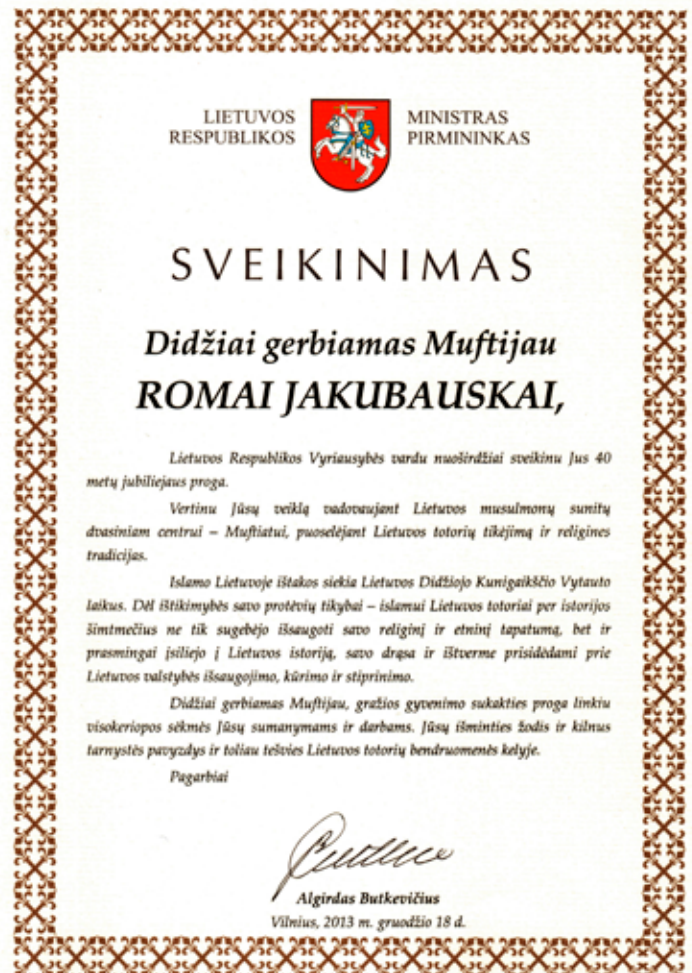 LIETUVOS
RESPUBLIKOS
MINISTRAS
PIRMININKAS
SVEIKINIMAS
Didžiai gerbiamas Muftijau
ROMAI JAKUBAUSKAI,
Lietuvos Respublikos Vyriausybės vardu nuoširdžiai sveikinu Jus 40
metų jubiliejaus proga.
Vertinu Jūsų veiklą vadovaujant Lietuvos musulmonų sunitų
dvasiniam centrui – Muftiatui, puoselėjant Lietuvos totorių tikėjimą ir religines
tradicijas.
Islamo Lietuvoje ištakos siekia Lietuvos Didžiojo Kunigaikščio Vytauto
laikus. Dėl ištikimybės savo protėvių tikybai – islamui Lietuvos totoriai per istorijos
šimtmečius ne tik sugebėjo išsaugoti savo religinį ir etninį tapatumą, bet ir
prasmingai įsiliejo į Lietuvos istoriją, savo drąsa ir ištverme prisidėdami prie
Lietuvos valstybės išsaugojimo, kūrimo ir stiprinimo.
Didžiai gerbiamas Muftijau, gražios gyvenimo sukakties proga linkiu
visokeriopos sėkmės Jūsų sumanymams ir darbams. Jūsų išminties žodis ir kilnus
tarnystės pavyzdys ir toliau tešvies Lietuvos totorių bendruomenės kelyje.
Pagarbiai
Algirdas Butkevičius
Vilnius, 2013 m. gruodžio 18 d.